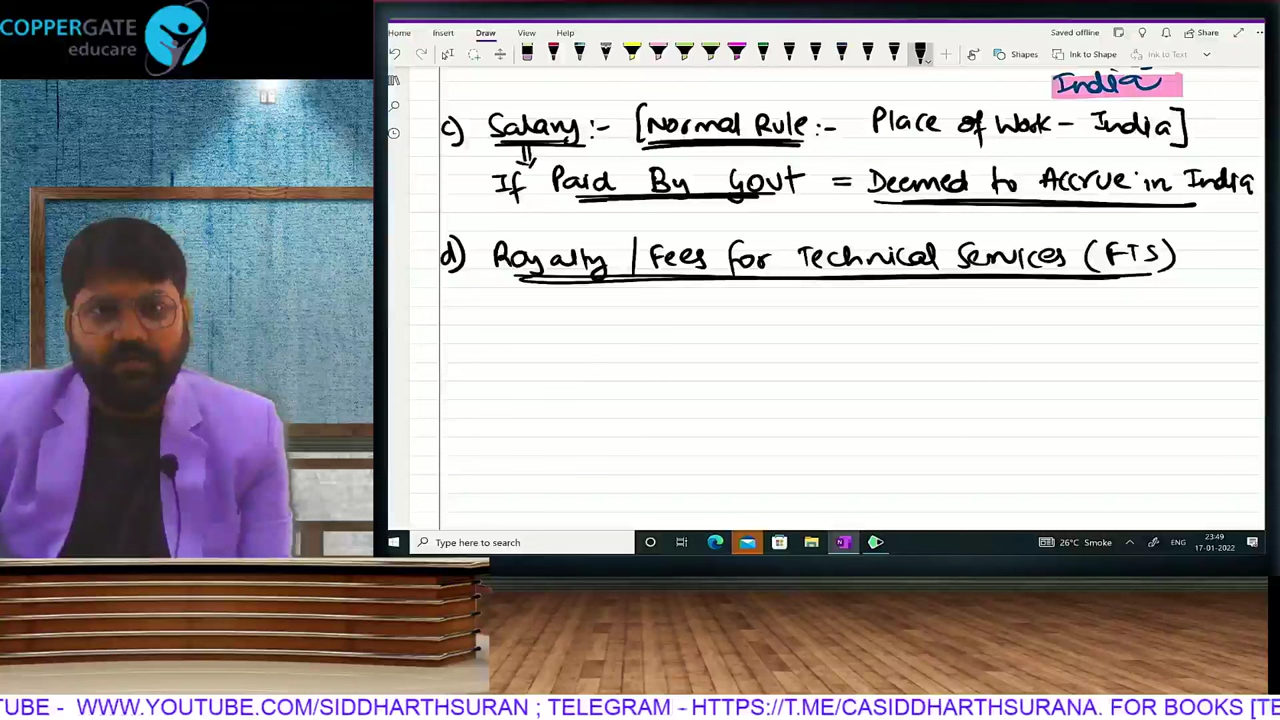 COPPERGATE
educare
Home Insert Draw View Help
Saved offline
Share
Shapes
Ink to Shape
Ink to Text
India
c) Salary:- [Normal Rule:- Place of Work - India]
If Paid By Govt = Deemed to Accrue in India
d) Royalty | Fees for Technical Services (FTS)
Type here to search
26°C Smoke
ENG
23:49
17-01-2022
TUBE - WWW.YOUTUBE.COM/SIDDHARTHSURAN ; TELEGRAM - HTTPS://T.ME/CASIDDHARTHSURANA. FOR BOOKS [TE